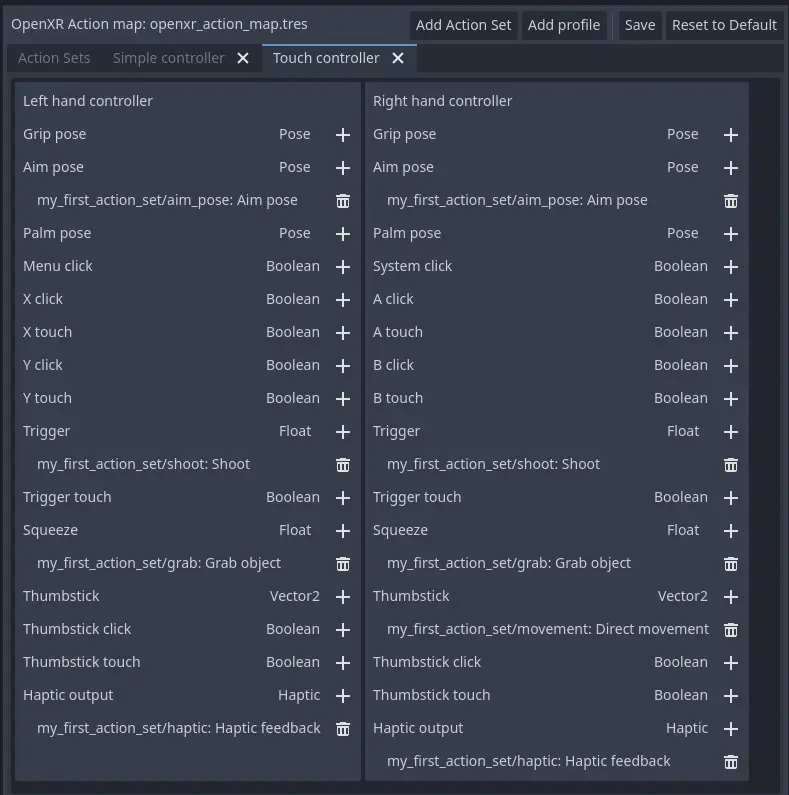 OpenXR Action map: openxr_action_map.tres Add Action Set Add profile Save Reset to Default
Action Sets Simple controller Touch controller
Left hand controller
Grip pose Pose
Aim pose Pose
my_first_action_set/aim_pose: Aim pose
Palm pose Pose
Menu click Boolean
X click Boolean
X touch Boolean
Y click Boolean
Y touch Boolean
Trigger Float
my_first_action_set/shoot: Shoot
Trigger touch Boolean
Squeeze Float
my_first_action_set/grab: Grab object
Thumbstick Vector2
Thumbstick click Boolean
Thumbstick touch Boolean
Haptic output Haptic
my_first_action_set/haptic: Haptic feedback
Right hand controller
Grip pose Pose
Aim pose Pose
my_first_action_set/aim_pose: Aim pose
Palm pose Pose
System click Boolean
A click Boolean
A touch Boolean
B click Boolean
B touch Boolean
Trigger Float
my_first_action_set/shoot: Shoot
Trigger touch Boolean
Squeeze Float
my_first_action_set/grab: Grab object
Thumbstick Vector2
my_first_action_set/movement: Direct movement
Thumbstick click Boolean
Thumbstick touch Boolean
Haptic output Haptic
my_first_action_set/haptic: Haptic feedback